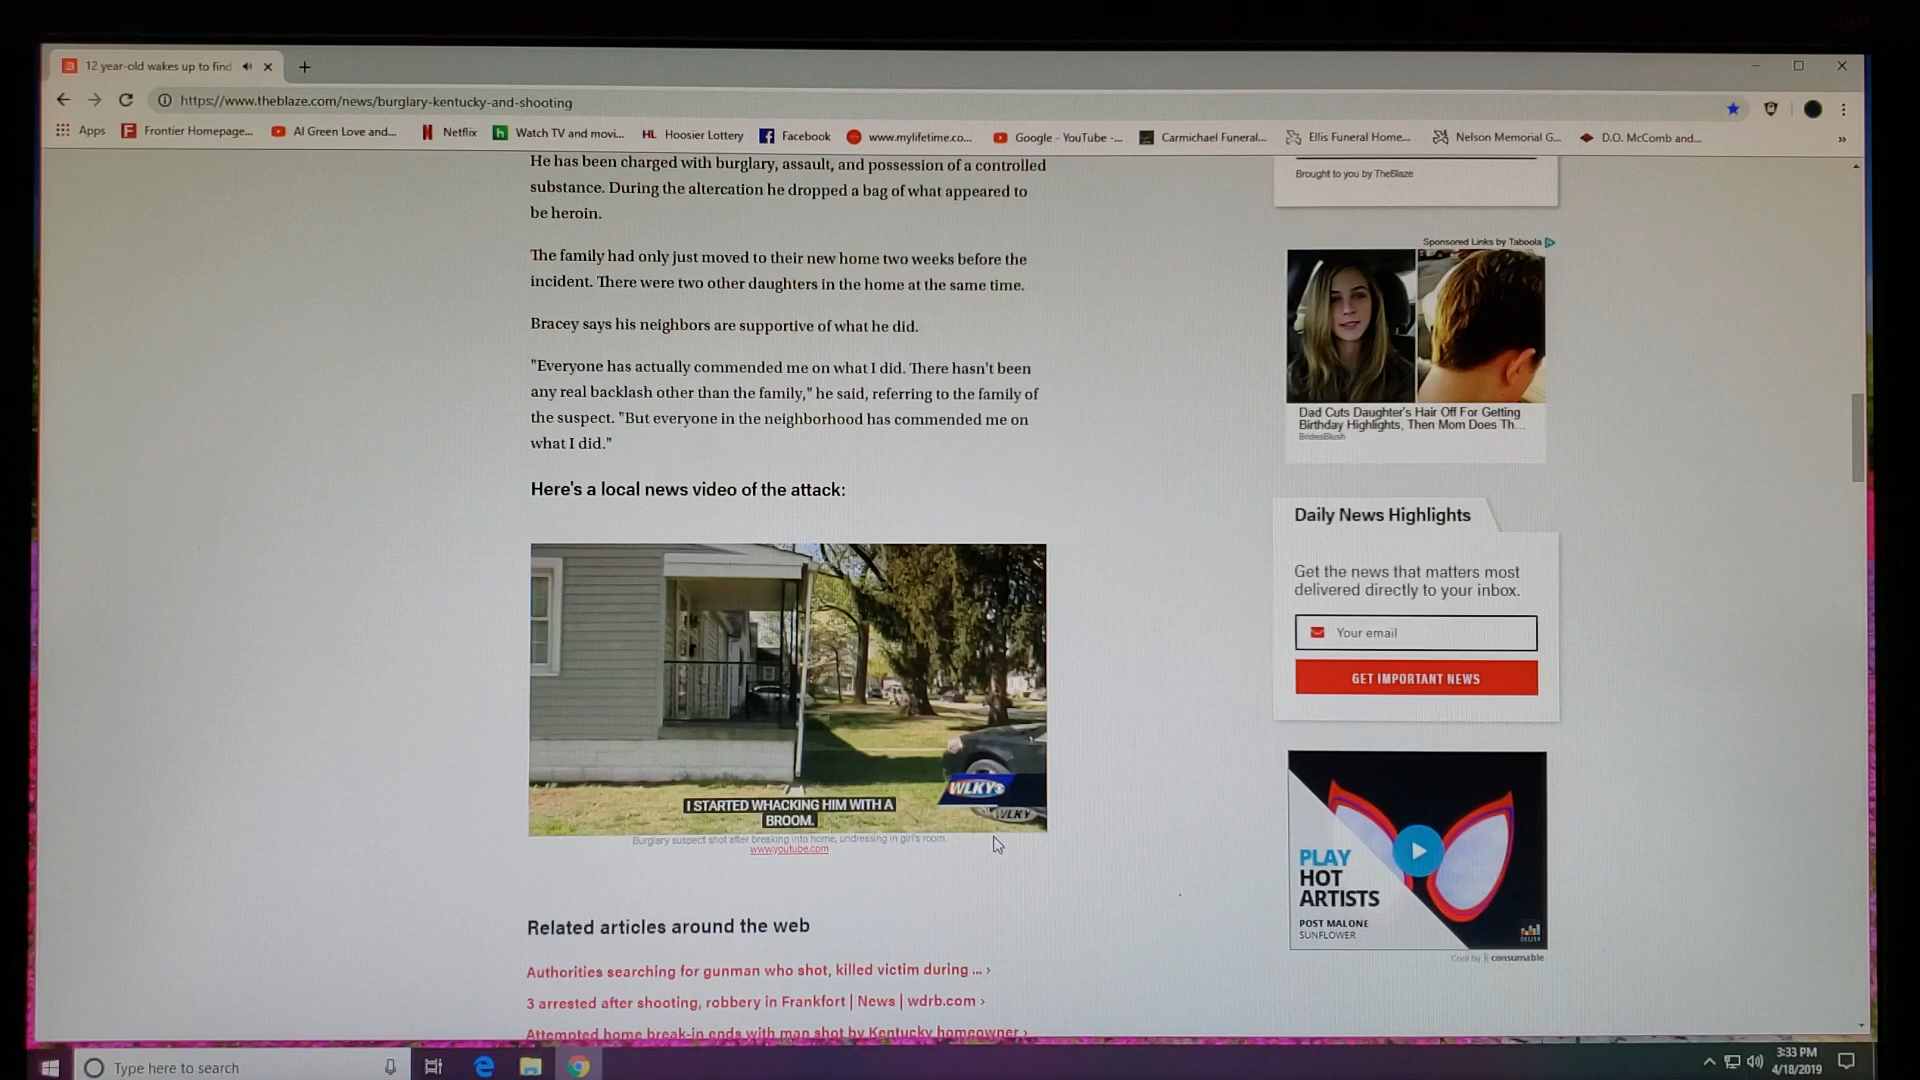 12 year-old wakes up to find
https://www.theblaze.com/news/burglary-kentucky-and-shooting
Apps
Frontier Homepage...
Al Green Love and...
Netflix
Watch TV and movi...
HL Hoosier Lottery
Facebook
www.mylifetime.co...
Google - YouTube -...
Carmichael Funeral...
Ellis Funeral Home...
Nelson Memorial G...
D.O. McComb and...
He has been charged with burglary, assault, and possession of a controlled
substance. During the altercation he dropped a bag of what appeared to
be heroin.
The family had only just moved to their new home two weeks before the
incident. There were two other daughters in the home at the same time.
Bracey says his neighbors are supportive of what he did.
"Everyone has actually commended me on what I did. There hasn't been
any real backlash other than the family," he said, referring to the family of
the suspect. "But everyone in the neighborhood has commended me on
what I did."
Here's a local news video of the attack:
WLKY
WLKY
I STARTED WHACKING HIM WITH A
BROOM.
Burglary suspect shot after breaking into home, undressing in girl's room
www.youtube.com
Related articles around the web
Authorities searching for gunman who shot, killed victim during ... ›
3 arrested after shooting, robbery in Frankfort | News | wdrb.com ›
Attempted home break-in ends with man shot by Kentucky homeowner ›
Brought to you by TheBlaze
Sponsored Links by Taboola
Dad Cuts Daughter's Hair Off For Getting
Birthday Highlights, Then Mom Does Th...
BridesBlush
Daily News Highlights
Get the news that matters most
delivered directly to your inbox.
Your email
GET IMPORTANT NEWS
PLAY
HOT
ARTISTS
POST MALONE
SUNFLOWER
DEEZER
Cool by consumable
Type here to search
3:33 PM
4/18/2019